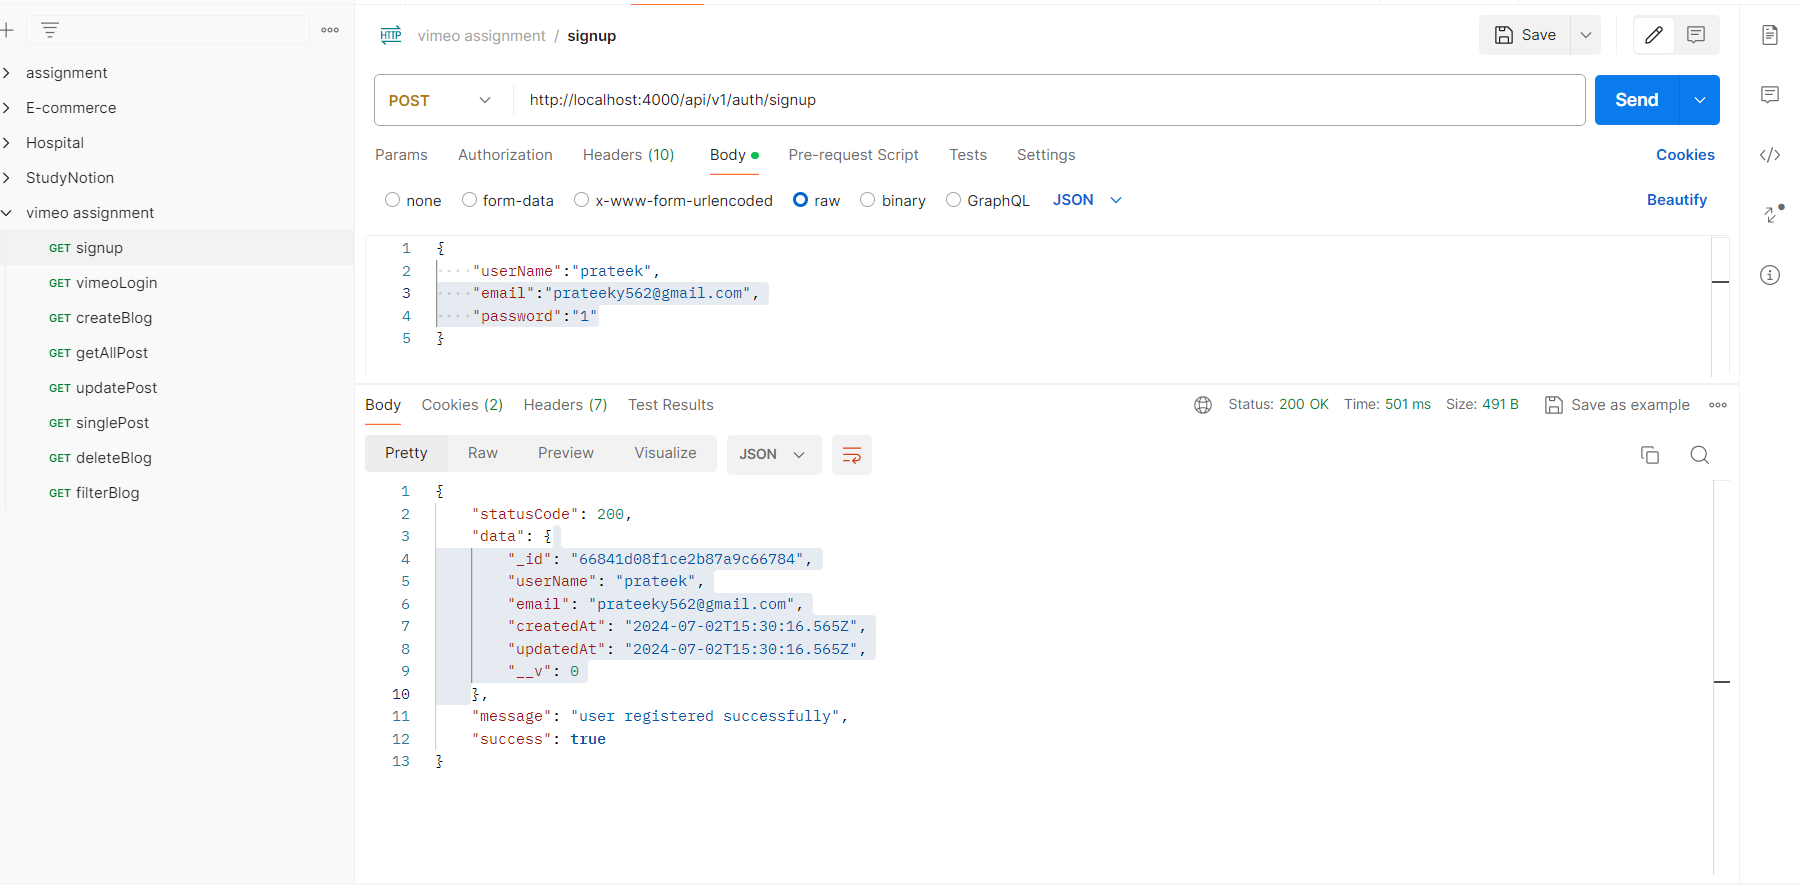 assignment
E-commerce
Hospital
StudyNotion
vimeo assignment
GET signup
GET vimeoLogin
GET createBlog
GET getAllPost
GET updatePost
GET singlePost
GET deleteBlog
GET filterBlog
HTTP vimeo assignment / signup
Save
POST http://localhost:4000/api/v1/auth/signup Send
Params Authorization Headers (10) Body Pre-request Script Tests Settings Cookies
none form-data x-www-form-urlencoded raw binary GraphQL JSON Beautify
1 {
2 "userName":"prateek",
3 "email":"prateeky562@gmail.com",
4 "password":"1"
5 }
Body Cookies (2) Headers (7) Test Results Status: 200 OK Time: 501 ms Size: 491 B Save as example
Pretty Raw Preview Visualize JSON
1 {
2 "statusCode": 200,
3 "data": {
4 "_id": "66841d08f1ce2b87a9c66784",
5 "userName": "prateek",
6 "email": "prateeky562@gmail.com",
7 "createdAt": "2024-07-02T15:30:16.565Z",
8 "updatedAt": "2024-07-02T15:30:16.565Z",
9 "__v": 0
10 },
11 "message": "user registered successfully",
12 "success": true
13 }